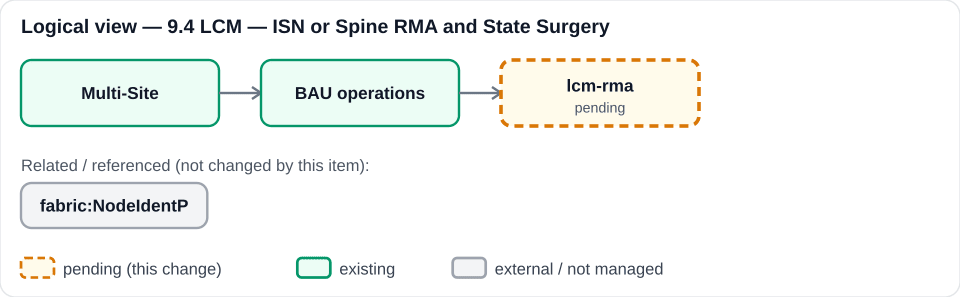 Logical view — 9.4 LCM — ISN or Spine RMA and State Surgery
Multi-Site
BAU operations
lcm-rma
pending
Related / referenced (not changed by this item):
fabric:NodeIdentP
pending (this change)
existing
external / not managed